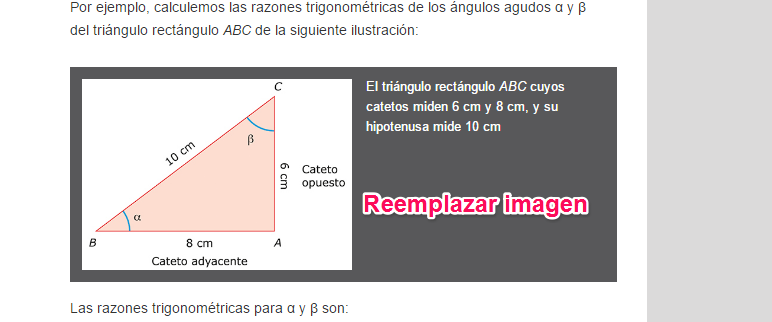 Por ejemplo, calculemos las razones trigonométricas de los ángulos agudos α y β
del triángulo rectángulo ABC de la siguiente ilustración:
El triángulo rectángulo ABC cuyos
catetos miden 6 cm y 8 cm, y su
hipotenusa mide 10 cm
C
β
10 cm
6 cm
Cateto
opuesto
Reemplazar imagen
α
B
8 cm
A
Cateto adyacente
Las razones trigonométricas para α y β son: